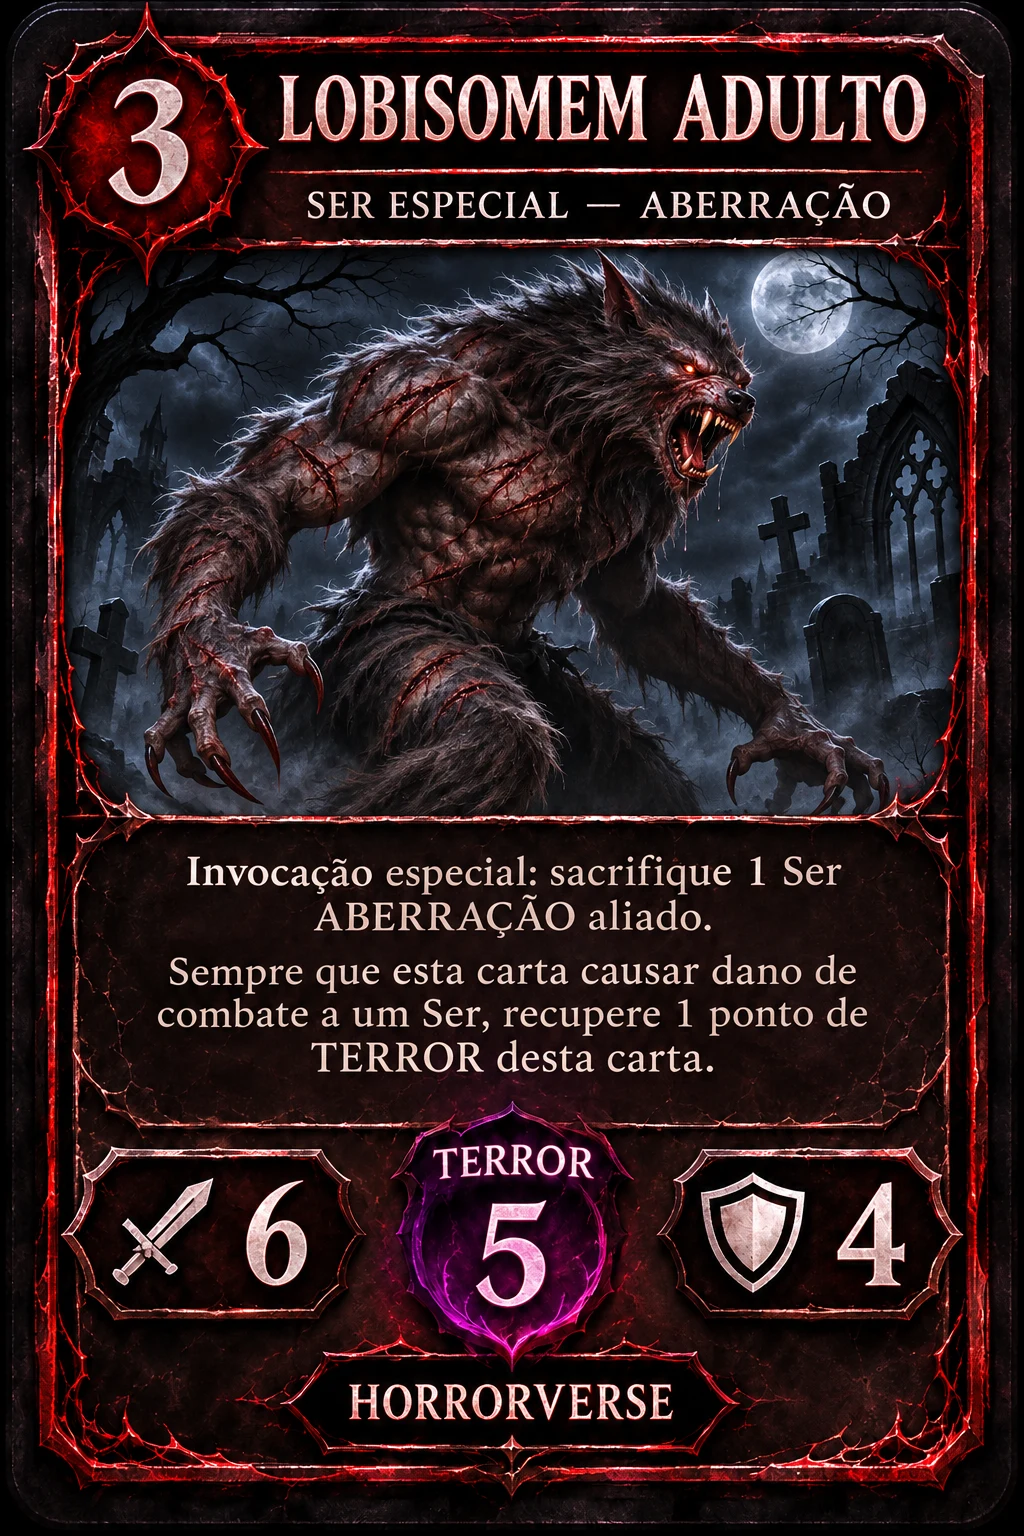 3
LOBISOMEM ADULTO
SER ESPECIAL — ABERRAÇÃO
Invocação especial: sacrifique 1 Ser
ABERRAÇÃO aliado.
Sempre que esta carta causar dano de
combate a um Ser, recupere 1 ponto de
TERROR desta carta.
TERROR
6 5 4
HORRORVERSE